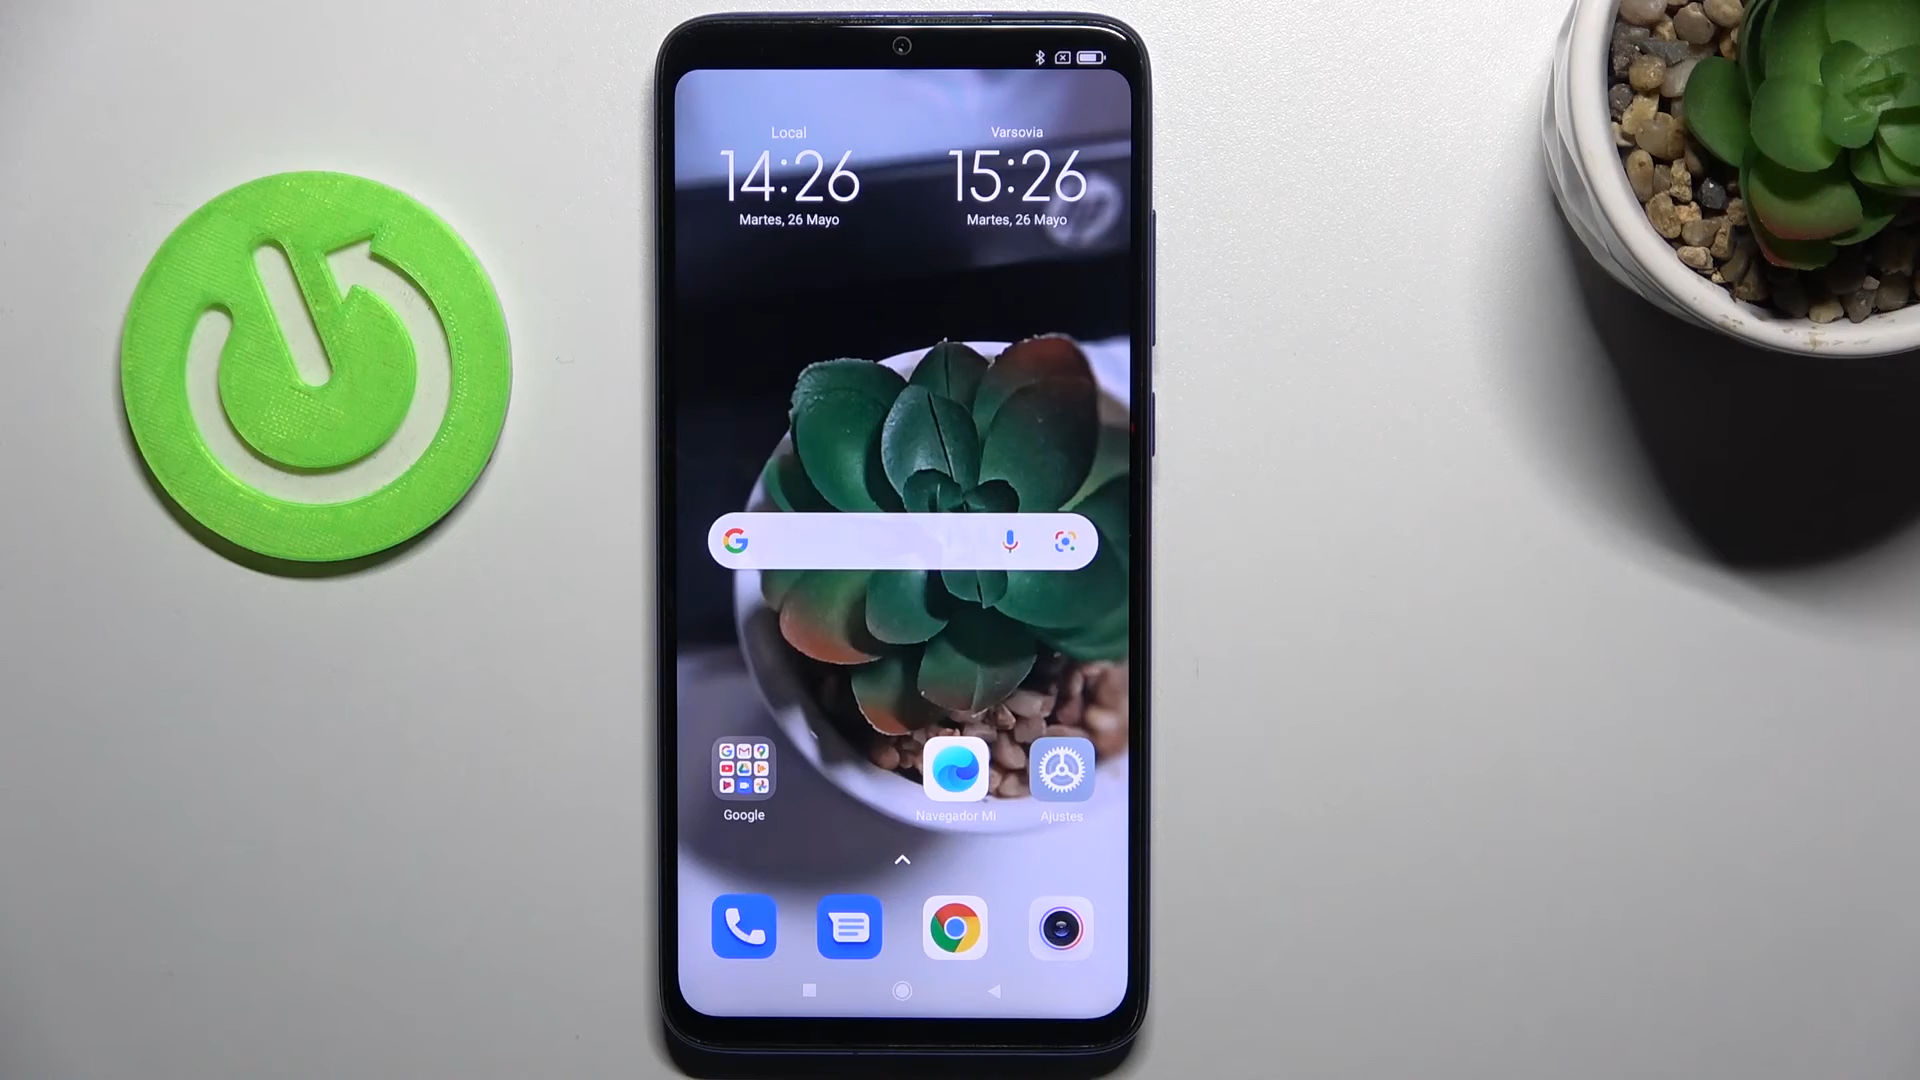 Local
14:26
Martes, 26 Mayo
Varsovia
15:26
Martes, 26 Mayo
Google
Navegador Mi
Ajustes